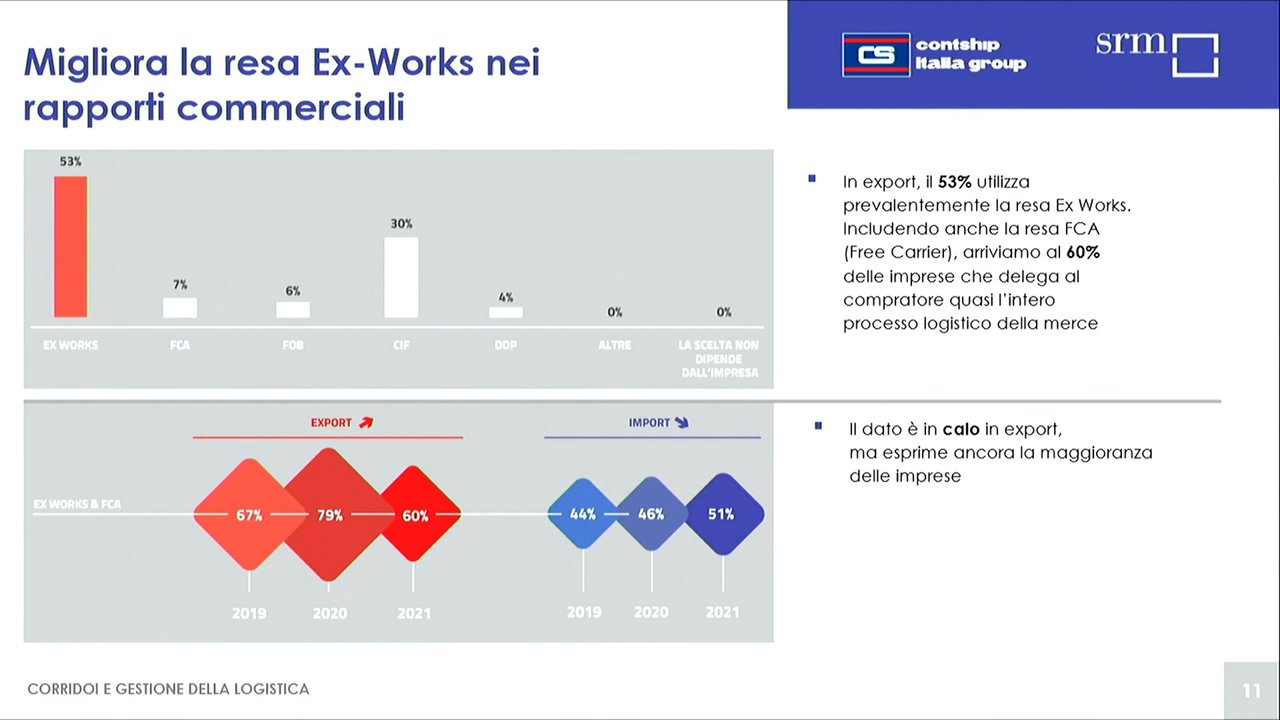 Migliora la resa Ex-Works nei
rapporti commerciali
CS
contship
italia group
srm
53%
7%
6%
30%
4%
0%
0%
EX WORKS
FCA
FOB
CIF
DDP
ALTRE
LA SCELTA NON
DIPENDE
DALL'IMPRESA
In export, il 53% utilizza
prevalentemente la resa Ex Works.
Includendo anche la resa FCA
(Free Carrier), arriviamo al 60%
delle imprese che delega al
compratore quasi l'intero
processo logistico della merce
EXPORT
IMPORT
EX WORKS & FCA
67%
79%
60%
44%
46%
51%
2019
2020
2021
2019
2020
2021
Il dato è in calo in export,
ma esprime ancora la maggioranza
delle imprese
CORRIDOI E GESTIONE DELLA LOGISTICA
11